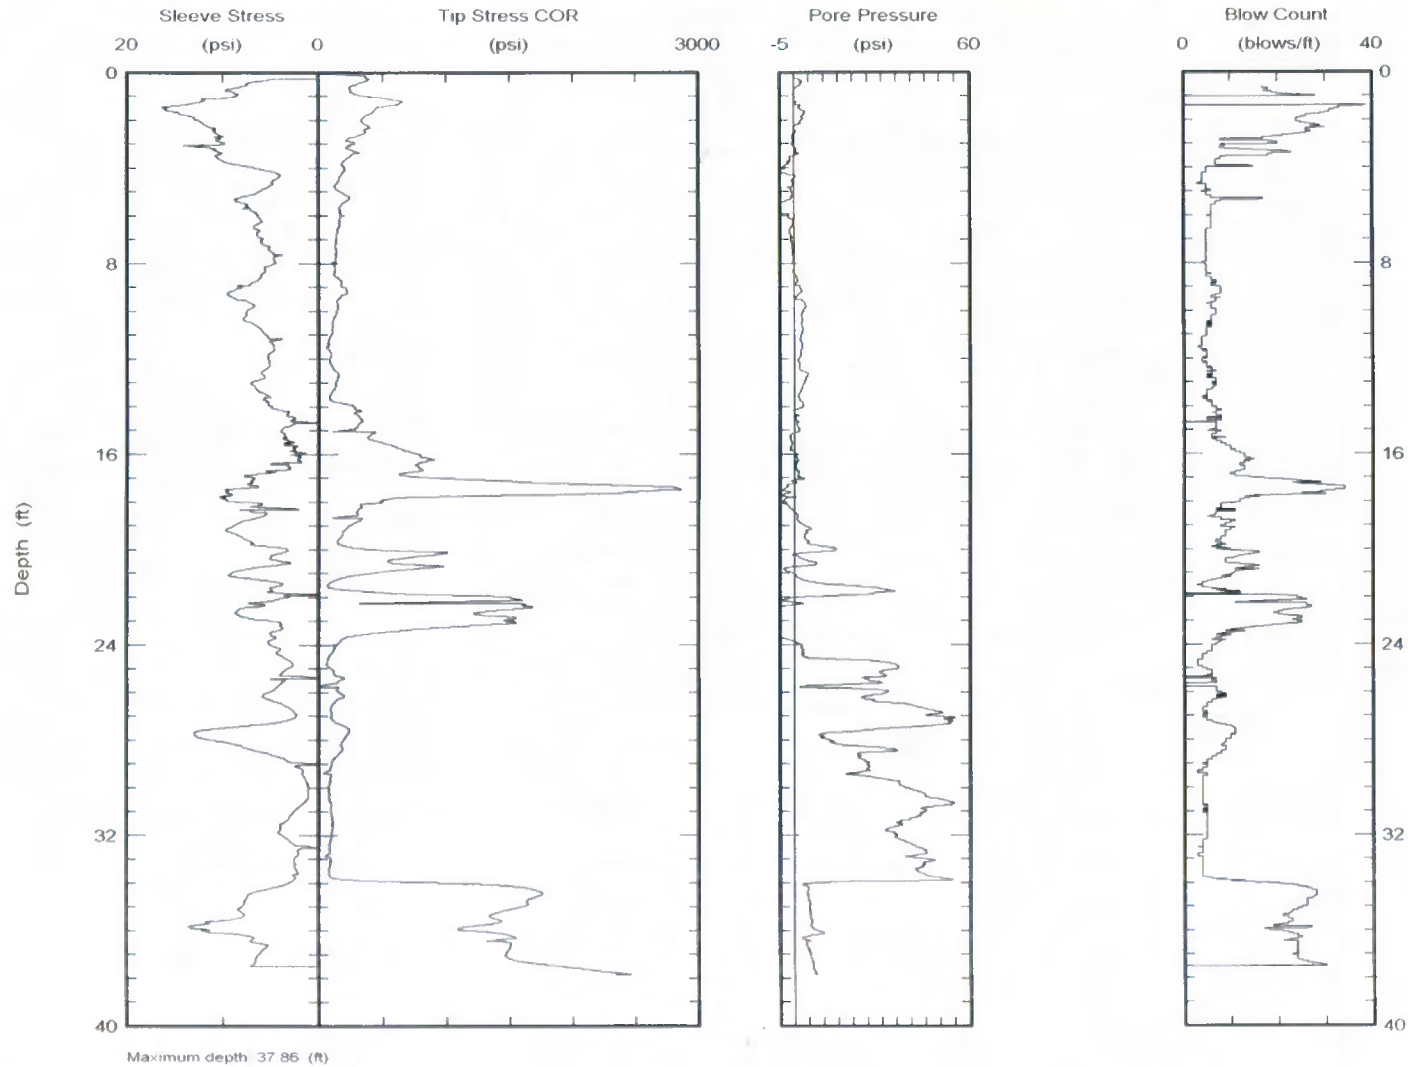 Sleeve Stress Tip Stress COR Pore Pressure Blow Count
20 (psi) 0 (psi) 3000 -5 (psi) 60 0 (blows/ft) 40
0 0
8 8
16 16
Depth (ft)
24 24
32 32
40 40
Maximum depth 37.86 (ft)